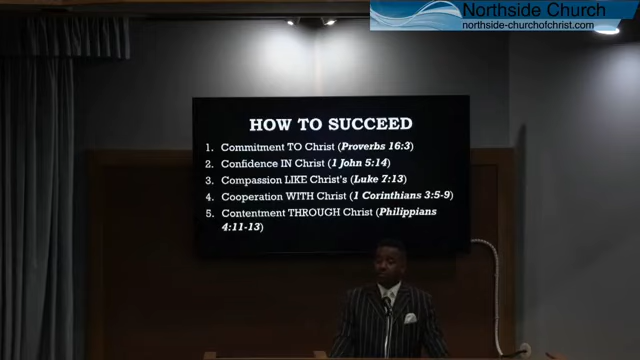 Northside Church
northside-churchofchrist.com
HOW TO SUCCEED
1. Commitment TO Christ (Proverbs 16:3)
2. Confidence IN Christ (1 John 5:14)
3. Compassion LIKE Christ's (Luke 7:13)
4. Cooperation WITH Christ (1 Corinthians 3:5-9)
5. Contentment THROUGH Christ (Philippians
4:11-13)